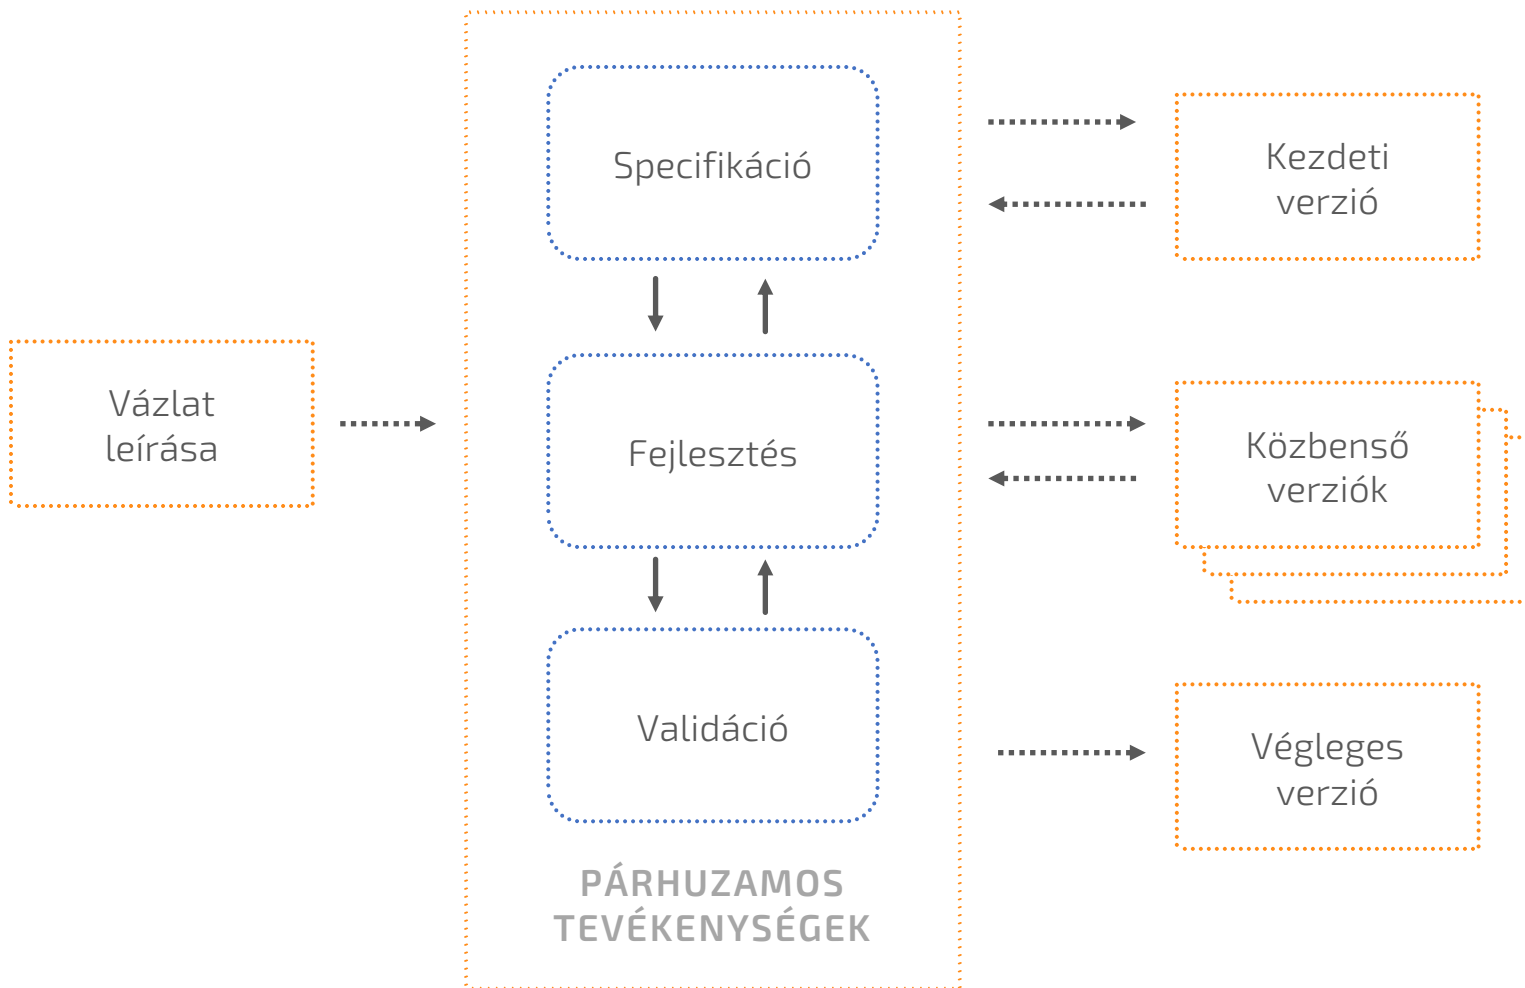 Vázlat
leírása
Specifikáció
Fejlesztés
Validáció
PÁRHUZAMOS
TEVÉKENYSÉGEK
Kezdeti
verzió
Közbenső
verziók
Végleges
verzió